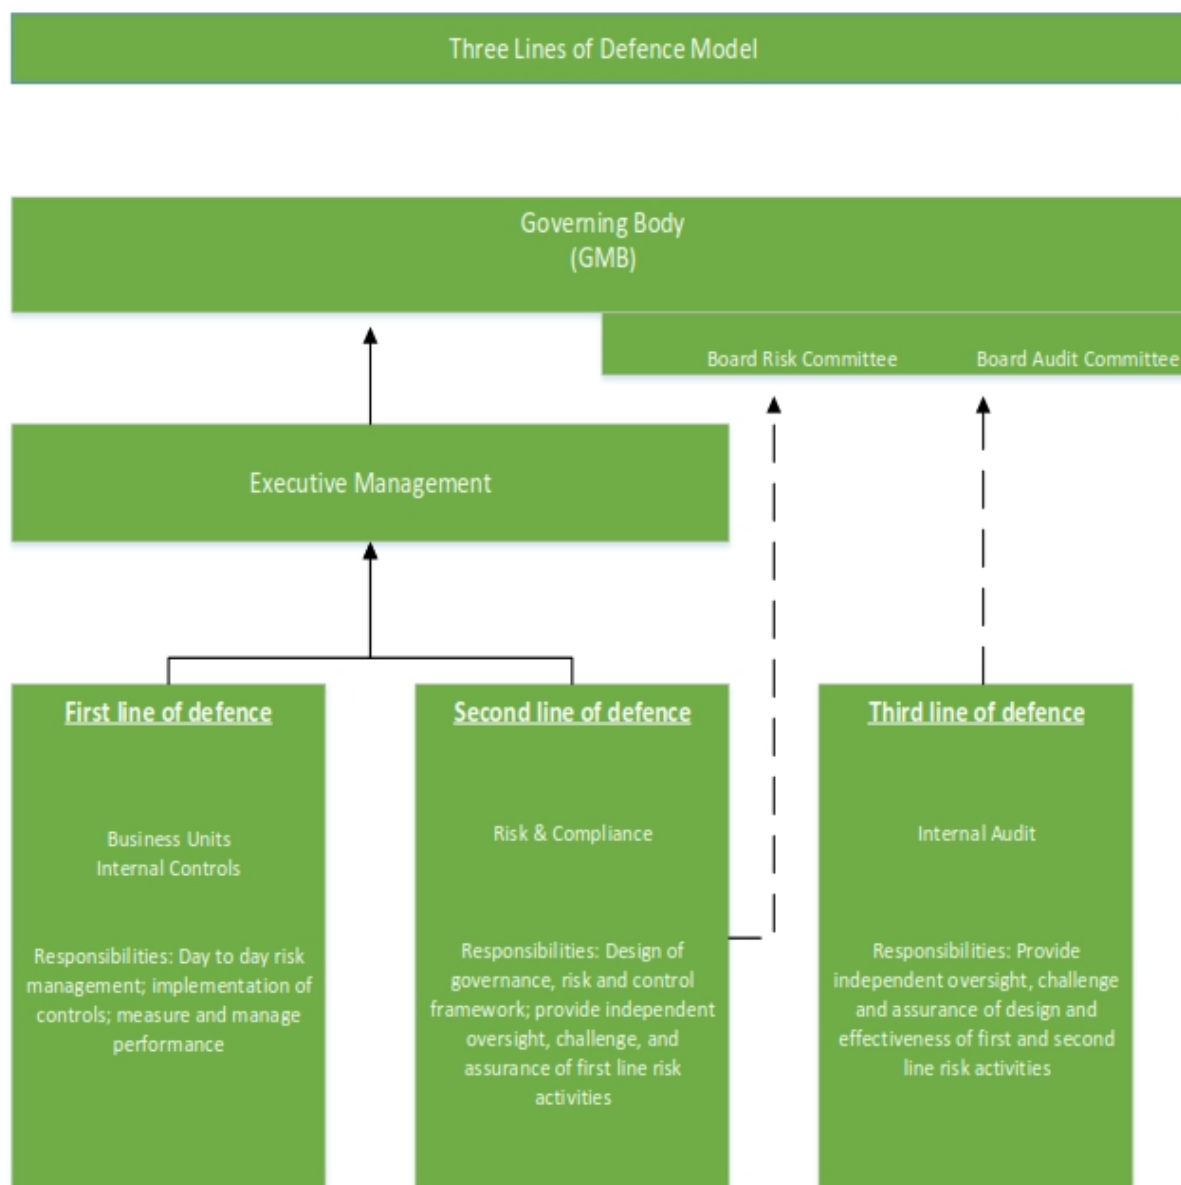 Three Lines of Defence Model
Governing Body
(GMB)
Board Risk Committee
Board Audit Committee
Executive Management
First line of defence
Business Units
Internal Controls
Responsibilities: Day to day risk
management; implementation of
controls; measure and manage
performance
Second line of defence
Risk & Compliance
Responsibilities: Design of
governance, risk and control
framework; provide independent
oversight, challenge, and
assurance of first line risk
activities
Third line of defence
Internal Audit
Responsibilities: Provide
independent oversight, challenge
and assurance of design and
effectiveness of first and second
line risk activities